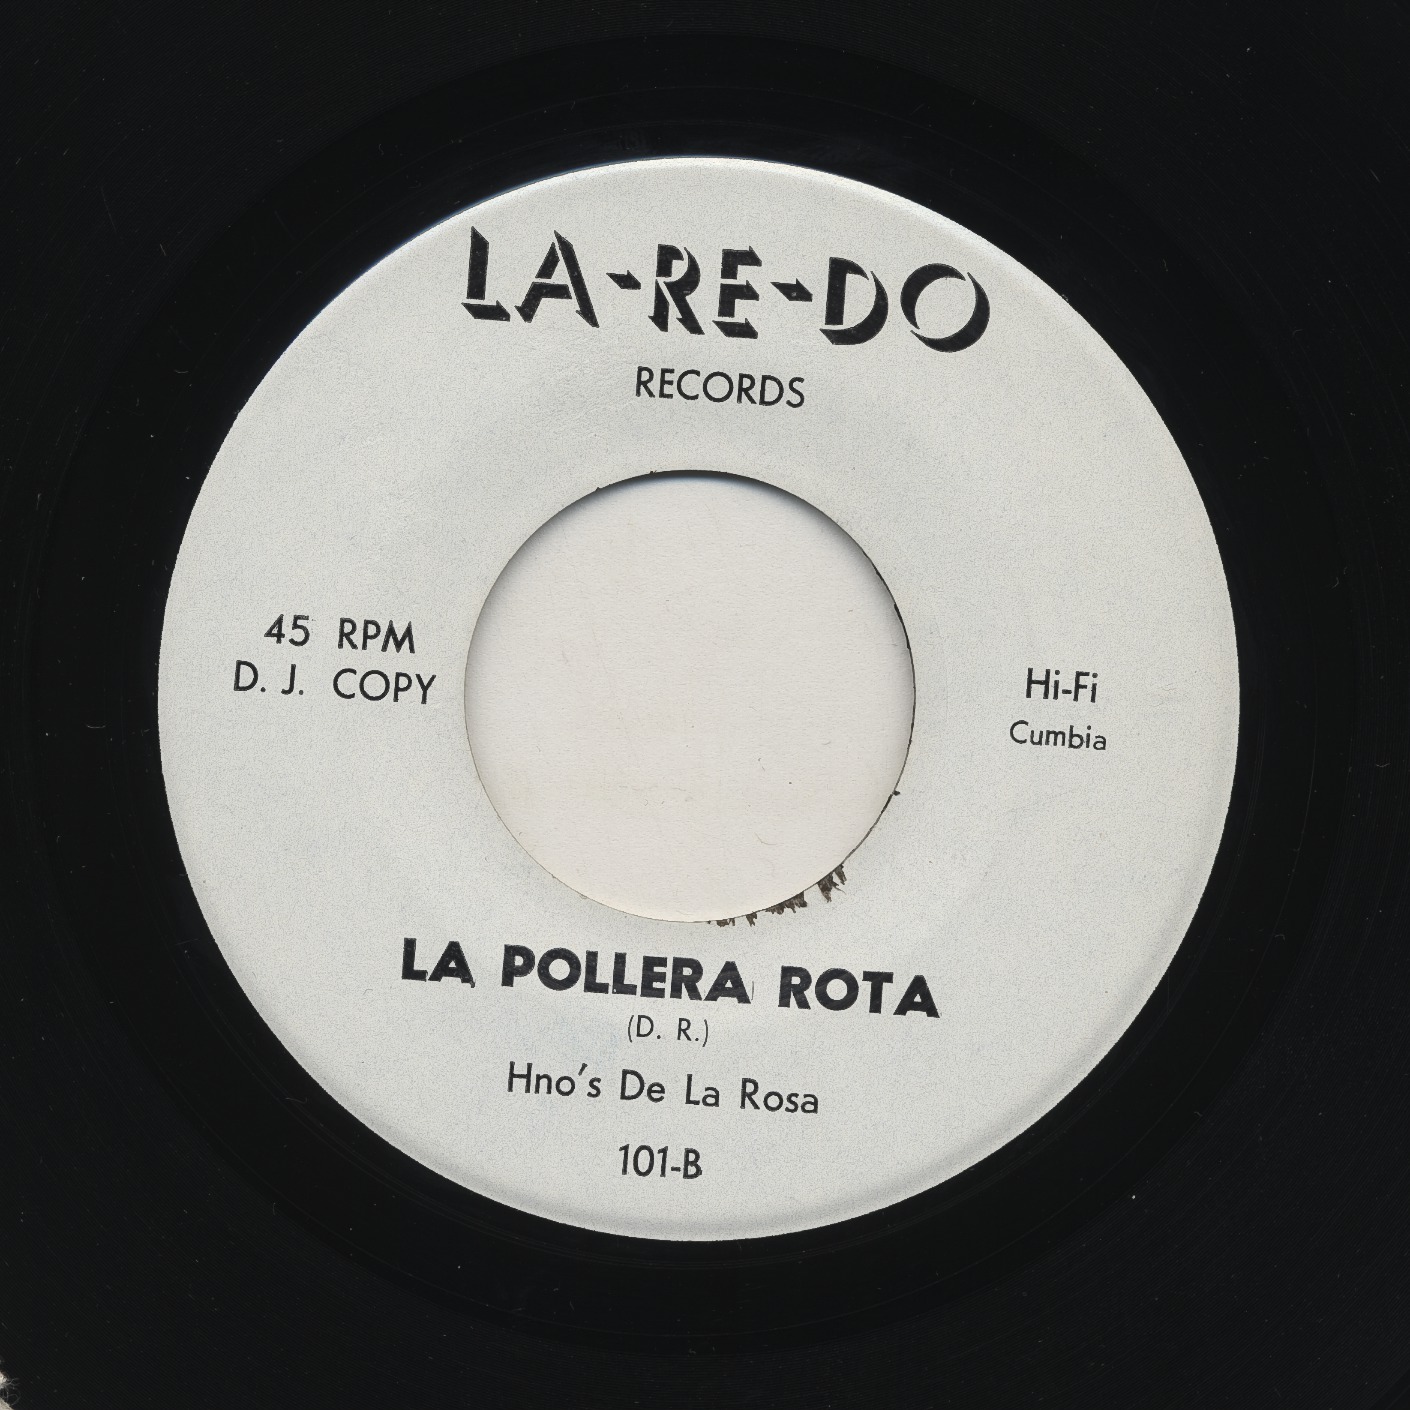 LA-RE-DO
RECORDS
45 RPM
D. J. COPY
Hi-Fi
Cumbia
LA POLLERA ROTA
(D. R.)
Hno's De La Rosa
101-B